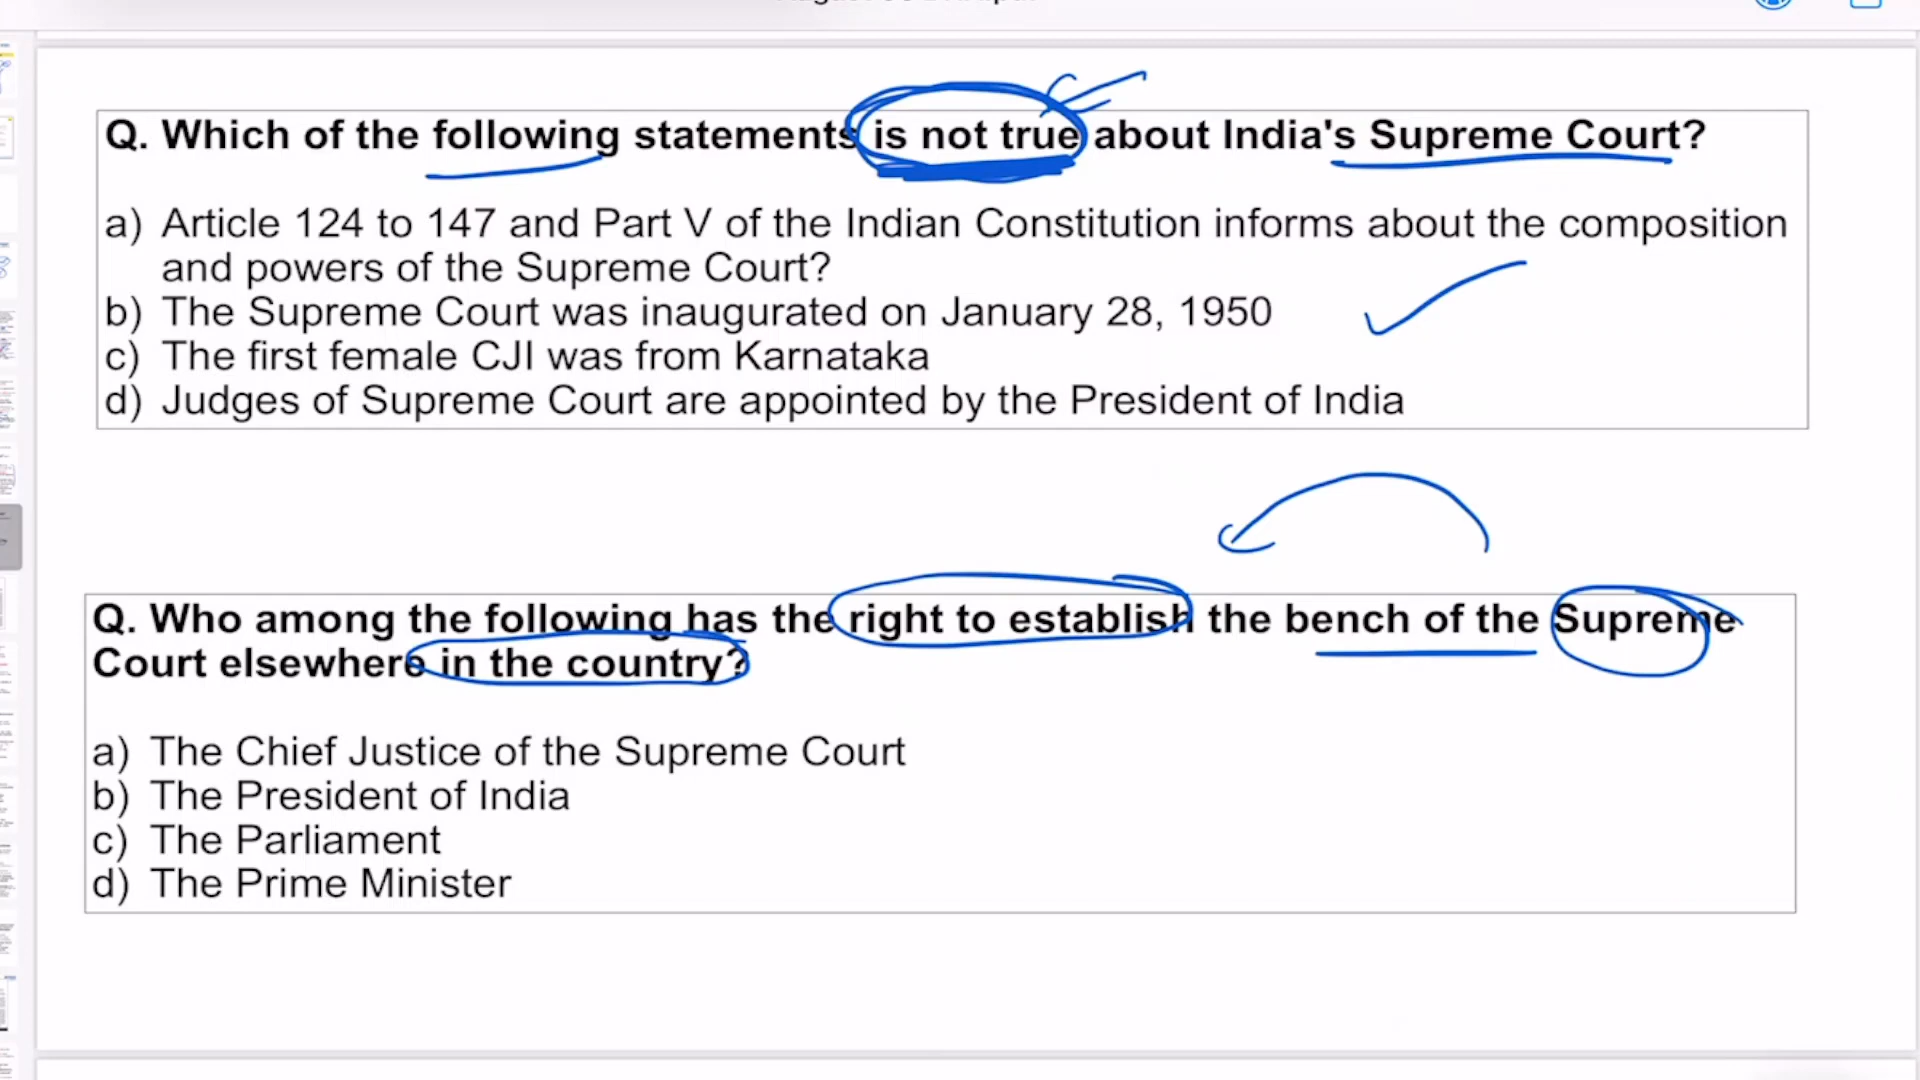 Q. Which of the following statements is not true about India's Supreme Court?
a) Article 124 to 147 and Part V of the Indian Constitution informs about the composition
and powers of the Supreme Court?
b) The Supreme Court was inaugurated on January 28, 1950
c) The first female CJI was from Karnataka
d) Judges of Supreme Court are appointed by the President of India
Q. Who among the following has the right to establish the bench of the Supreme
Court elsewhere in the country?
a) The Chief Justice of the Supreme Court
b) The President of India
c) The Parliament
d) The Prime Minister